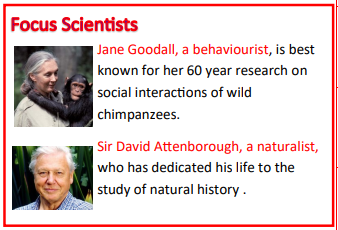 Focus Scientists
Jane Goodall, a behaviourist, is best
known for her 60 year research on
social interactions of wild
chimpanzees.
Sir David Attenborough, a naturalist,
who has dedicated his life to the
study of natural history .